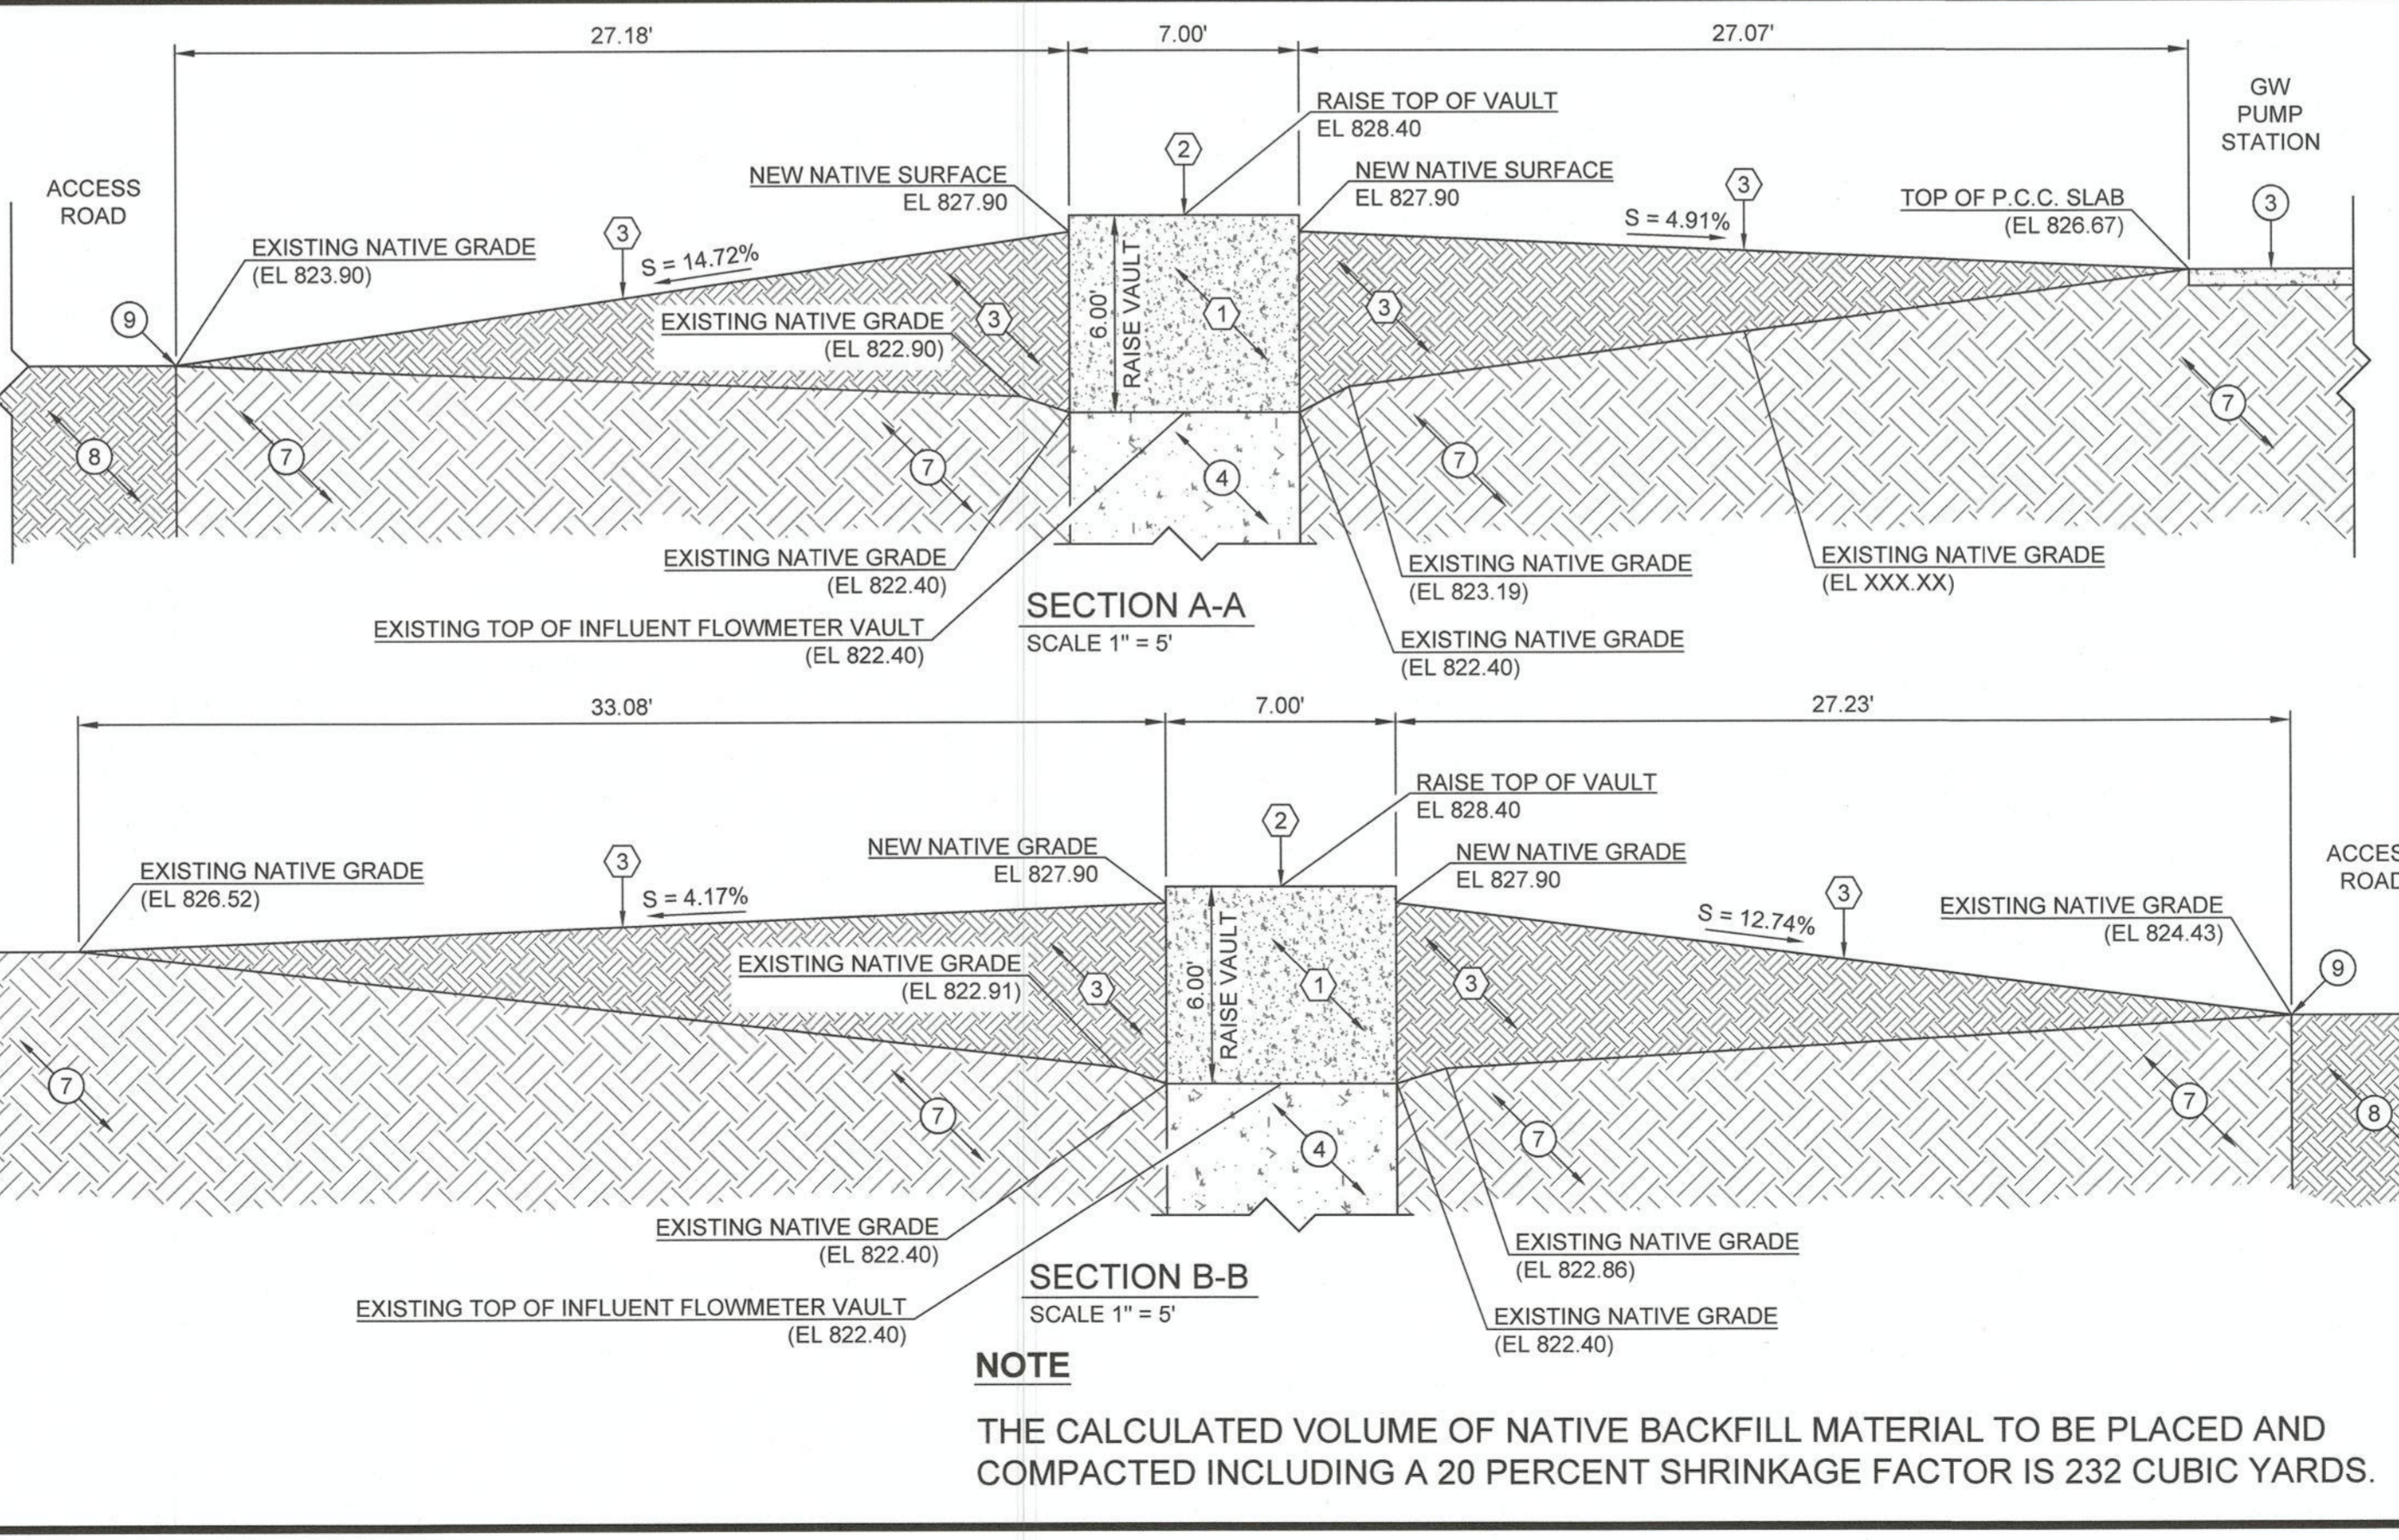 27.18'
7.00'
27.07'
GW
PUMP
STATION
RAISE TOP OF VAULT
EL 828.40
2
NEW NATIVE SURFACE
EL 827.90
NEW NATIVE SURFACE
EL 827.90
3
ACCESS
ROAD
TOP OF P.C.C. SLAB
(EL 826.67)
3
S = 4.91%
EXISTING NATIVE GRADE
(EL 823.90)
3
S = 14.72%
9
EXISTING NATIVE GRADE
(EL 822.90)
3
6.00'
RAISE VAULT
1
3
7
8
7
7
4
7
EXISTING NATIVE GRADE
(EL 822.40)
EXISTING NATIVE GRADE
(EL 823.19)
EXISTING NATIVE GRADE
(EL XXX.XX)
SECTION A-A
SCALE 1" = 5'
EXISTING TOP OF INFLUENT FLOWMETER VAULT
(EL 822.40)
EXISTING NATIVE GRADE
(EL 822.40)
33.08'
7.00'
27.23'
RAISE TOP OF VAULT
EL 828.40
2
NEW NATIVE GRADE
EL 827.90
NEW NATIVE GRADE
EL 827.90
ACCES
ROAD
EXISTING NATIVE GRADE
(EL 826.52)
3
S = 4.17%
3
S = 12.74%
EXISTING NATIVE GRADE
(EL 824.43)
9
EXISTING NATIVE GRADE
(EL 822.91)
3
6.00'
RAISE VAULT
1
3
7
7
4
7
7
8
EXISTING NATIVE GRADE
(EL 822.40)
EXISTING NATIVE GRADE
(EL 822.86)
SECTION B-B
SCALE 1" = 5'
EXISTING TOP OF INFLUENT FLOWMETER VAULT
(EL 822.40)
EXISTING NATIVE GRADE
(EL 822.40)
NOTE
THE CALCULATED VOLUME OF NATIVE BACKFILL MATERIAL TO BE PLACED AND
COMPACTED INCLUDING A 20 PERCENT SHRINKAGE FACTOR IS 232 CUBIC YARDS.